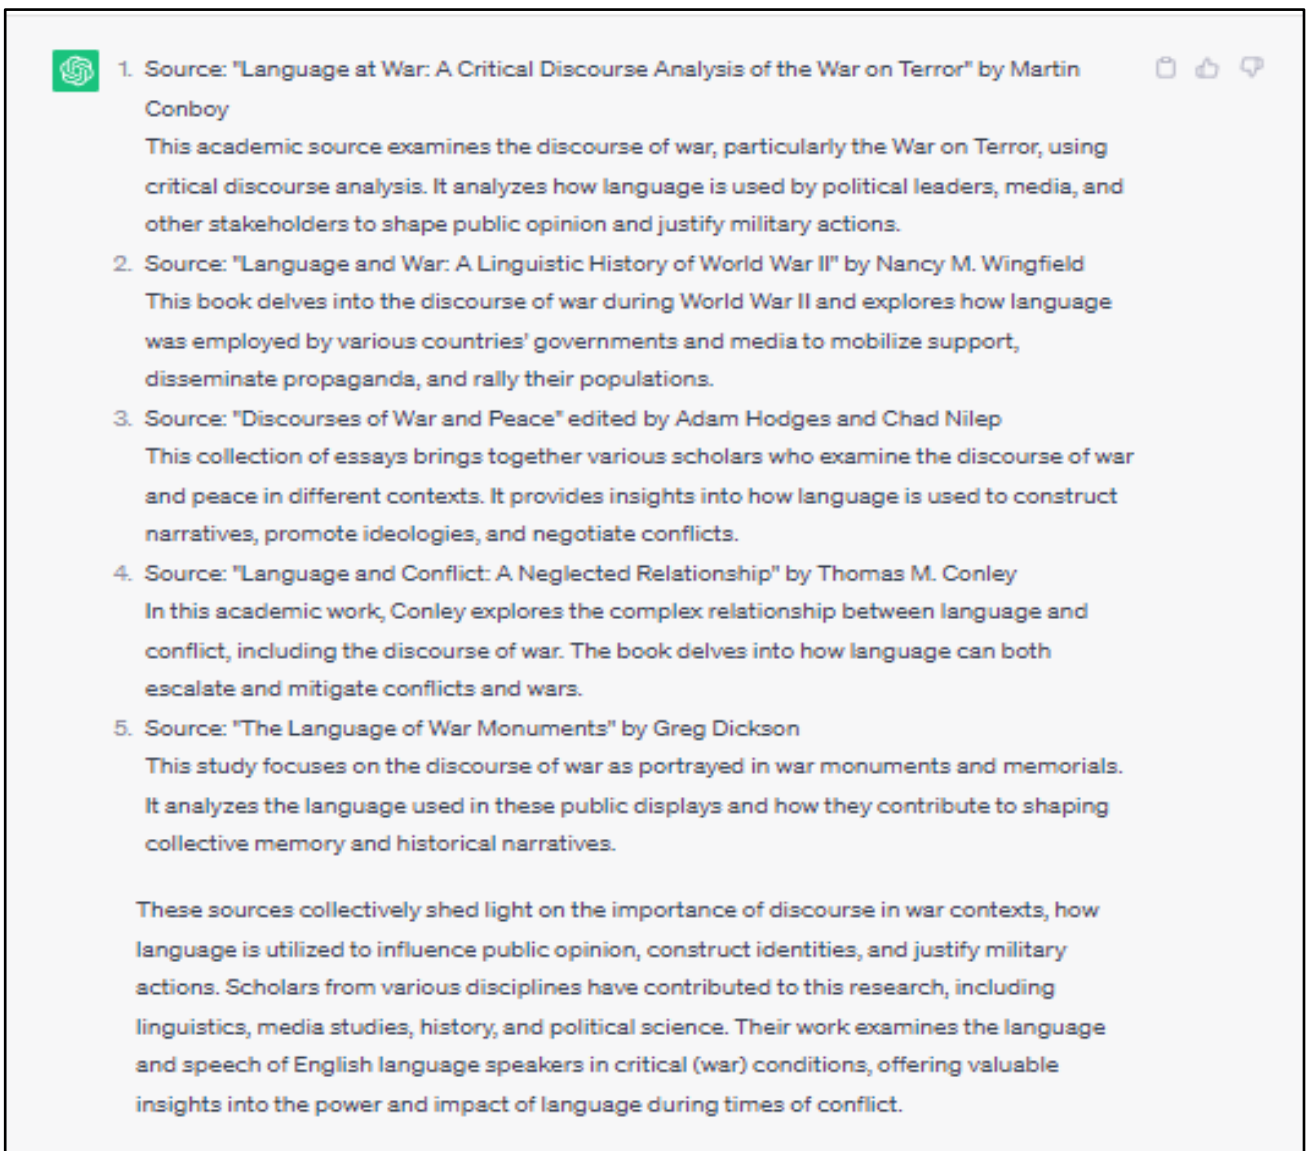 1. Source: "Language at War: A Critical Discourse Analysis of the War on Terror" by Martin
Conboy
This academic source examines the discourse of war, particularly the War on Terror, using
critical discourse analysis. It analyzes how language is used by political leaders, media, and
other stakeholders to shape public opinion and justify military actions.
2. Source: "Language and War: A Linguistic History of World War II" by Nancy M. Wingfield
This book delves into the discourse of war during World War II and explores how language
was employed by various countries' governments and media to mobilize support,
disseminate propaganda, and rally their populations.
3. Source: "Discourses of War and Peace" edited by Adam Hodges and Chad Nilep
This collection of essays brings together various scholars who examine the discourse of war
and peace in different contexts. It provides insights into how language is used to construct
narratives, promote ideologies, and negotiate conflicts.
4. Source: "Language and Conflict: A Neglected Relationship" by Thomas M. Conley
In this academic work, Conley explores the complex relationship between language and
conflict, including the discourse of war. The book delves into how language can both
escalate and mitigate conflicts and wars.
5. Source: "The Language of War Monuments" by Greg Dickson
This study focuses on the discourse of war as portrayed in war monuments and memorials.
It analyzes the language used in these public displays and how they contribute to shaping
collective memory and historical narratives.
These sources collectively shed light on the importance of discourse in war contexts, how
language is utilized to influence public opinion, construct identities, and justify military
actions. Scholars from various disciplines have contributed to this research, including
linguistics, media studies, history, and political science. Their work examines the language
and speech of English language speakers in critical (war) conditions, offering valuable
insights into the power and impact of language during times of conflict.